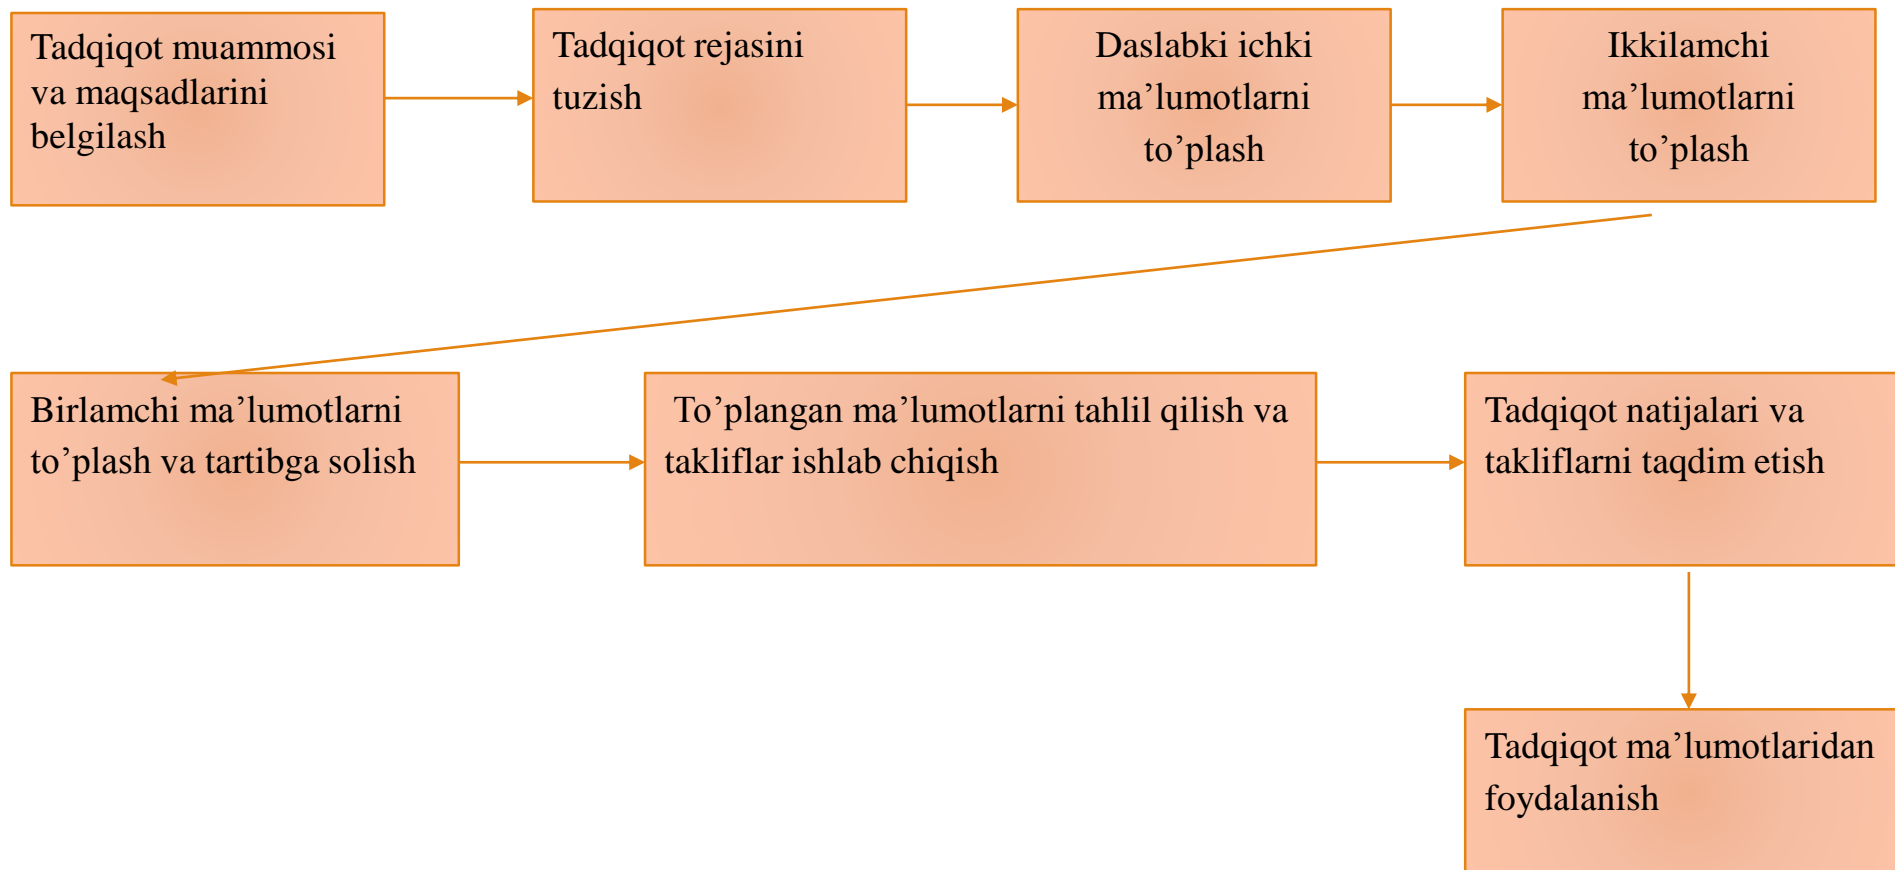 Tadqiqot muammosi
va maqsadlarini
belgilash
Tadqiqot rejasini
tuzish
Daslabki ichki
ma’lumotlarni
to’plash
Ikkilamchi
ma’lumotlarni
to’plash
Birlamchi ma’lumotlarni
to’plash va tartibga solish
To’plangan ma’lumotlarni tahlil qilish va
takliflar ishlab chiqish
Tadqiqot natijalari va
takliflarni taqdim etish
Tadqiqot ma’lumotlaridan
foydalanish